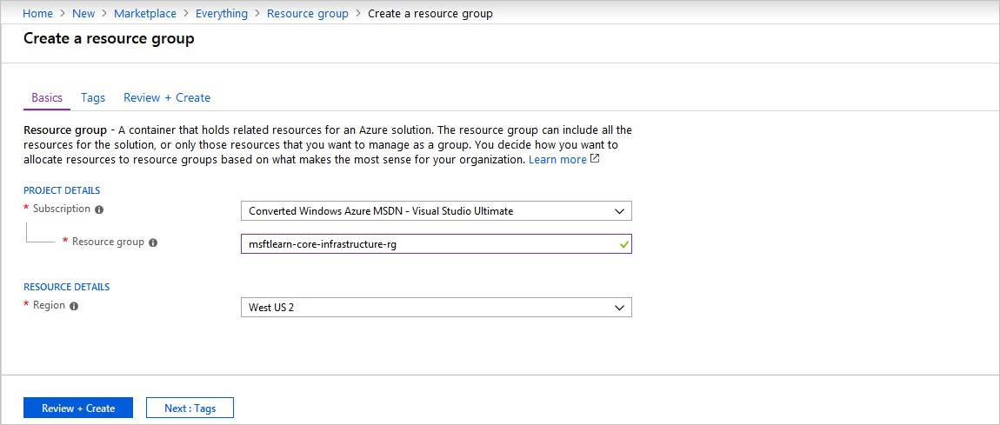 Home > New > Marketplace > Everything > Resource group > Create a resource group
Create a resource group
Basics Tags Review + Create
Resource group - A container that holds related resources for an Azure solution. The resource group can include all the
resources for the solution, or only those resources that you want to manage as a group. You decide how you want to
allocate resources to resource groups based on what makes the most sense for your organization. Learn more
PROJECT DETAILS
* Subscription Converted Windows Azure MSDN - Visual Studio Ultimate
* Resource group msftlearn-core-infrastructure-rg
RESOURCE DETAILS
* Region West US 2
Review + Create Next : Tags